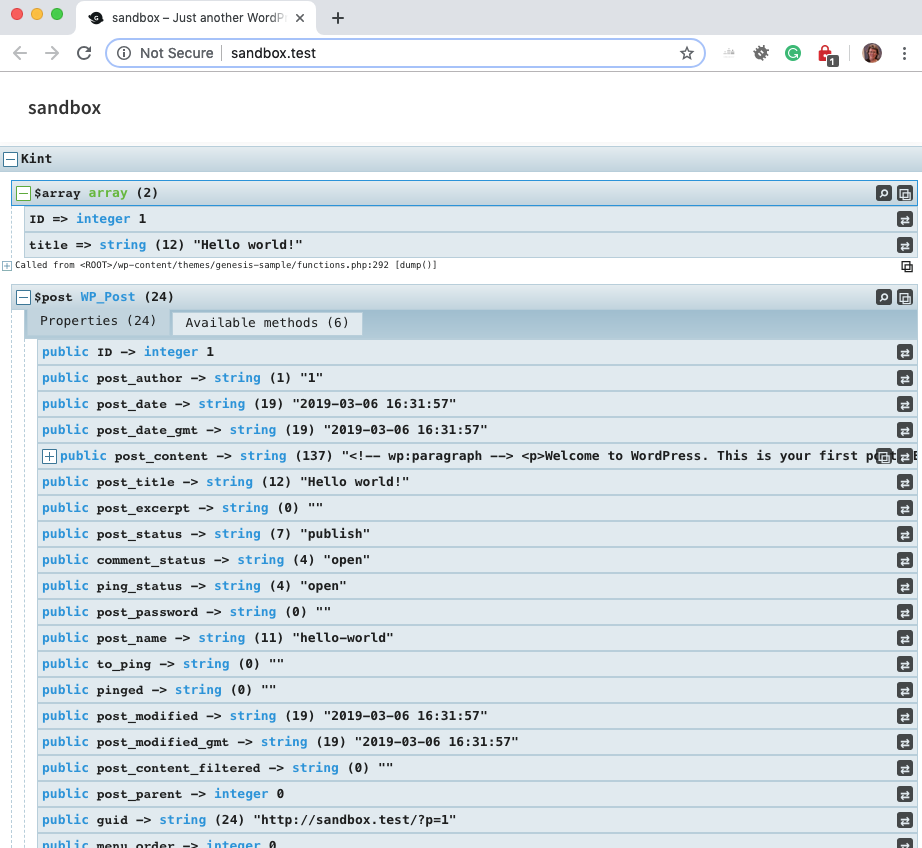 sandbox – Just another WordPr
Not Secure
sandbox.test
1
sandbox
Kint
$array array (2)
ID => integer 1
title => string (12) "Hello world!"
Called from <ROOT>/wp-content/themes/genesis-sample/functions.php:292 [dump()]
$post WP_Post (24)
Properties (24) Available methods (6)
public ID -> integer 1
public post_author -> string (1) "1"
public post_date -> string (19) "2019-03-06 16:31:57"
public post_date_gmt -> string (19) "2019-03-06 16:31:57"
public post_content -> string (137) "<!-- wp:paragraph --> <p>Welcome to WordPress. This is your first
public post_title -> string (12) "Hello world!"
public post_excerpt -> string (0) ""
public post_status -> string (7) "publish"
public comment_status -> string (4) "open"
public ping_status -> string (4) "open"
public post_password -> string (0) ""
public post_name -> string (11) "hello-world"
public to_ping -> string (0) ""
public pinged -> string (0) ""
public post_modified -> string (19) "2019-03-06 16:31:57"
public post_modified_gmt -> string (19) "2019-03-06 16:31:57"
public post_content_filtered -> string (0) ""
public post_parent -> integer 0
public guid -> string (24) "http://sandbox.test/?p=1"
public menu_order -> integer 0